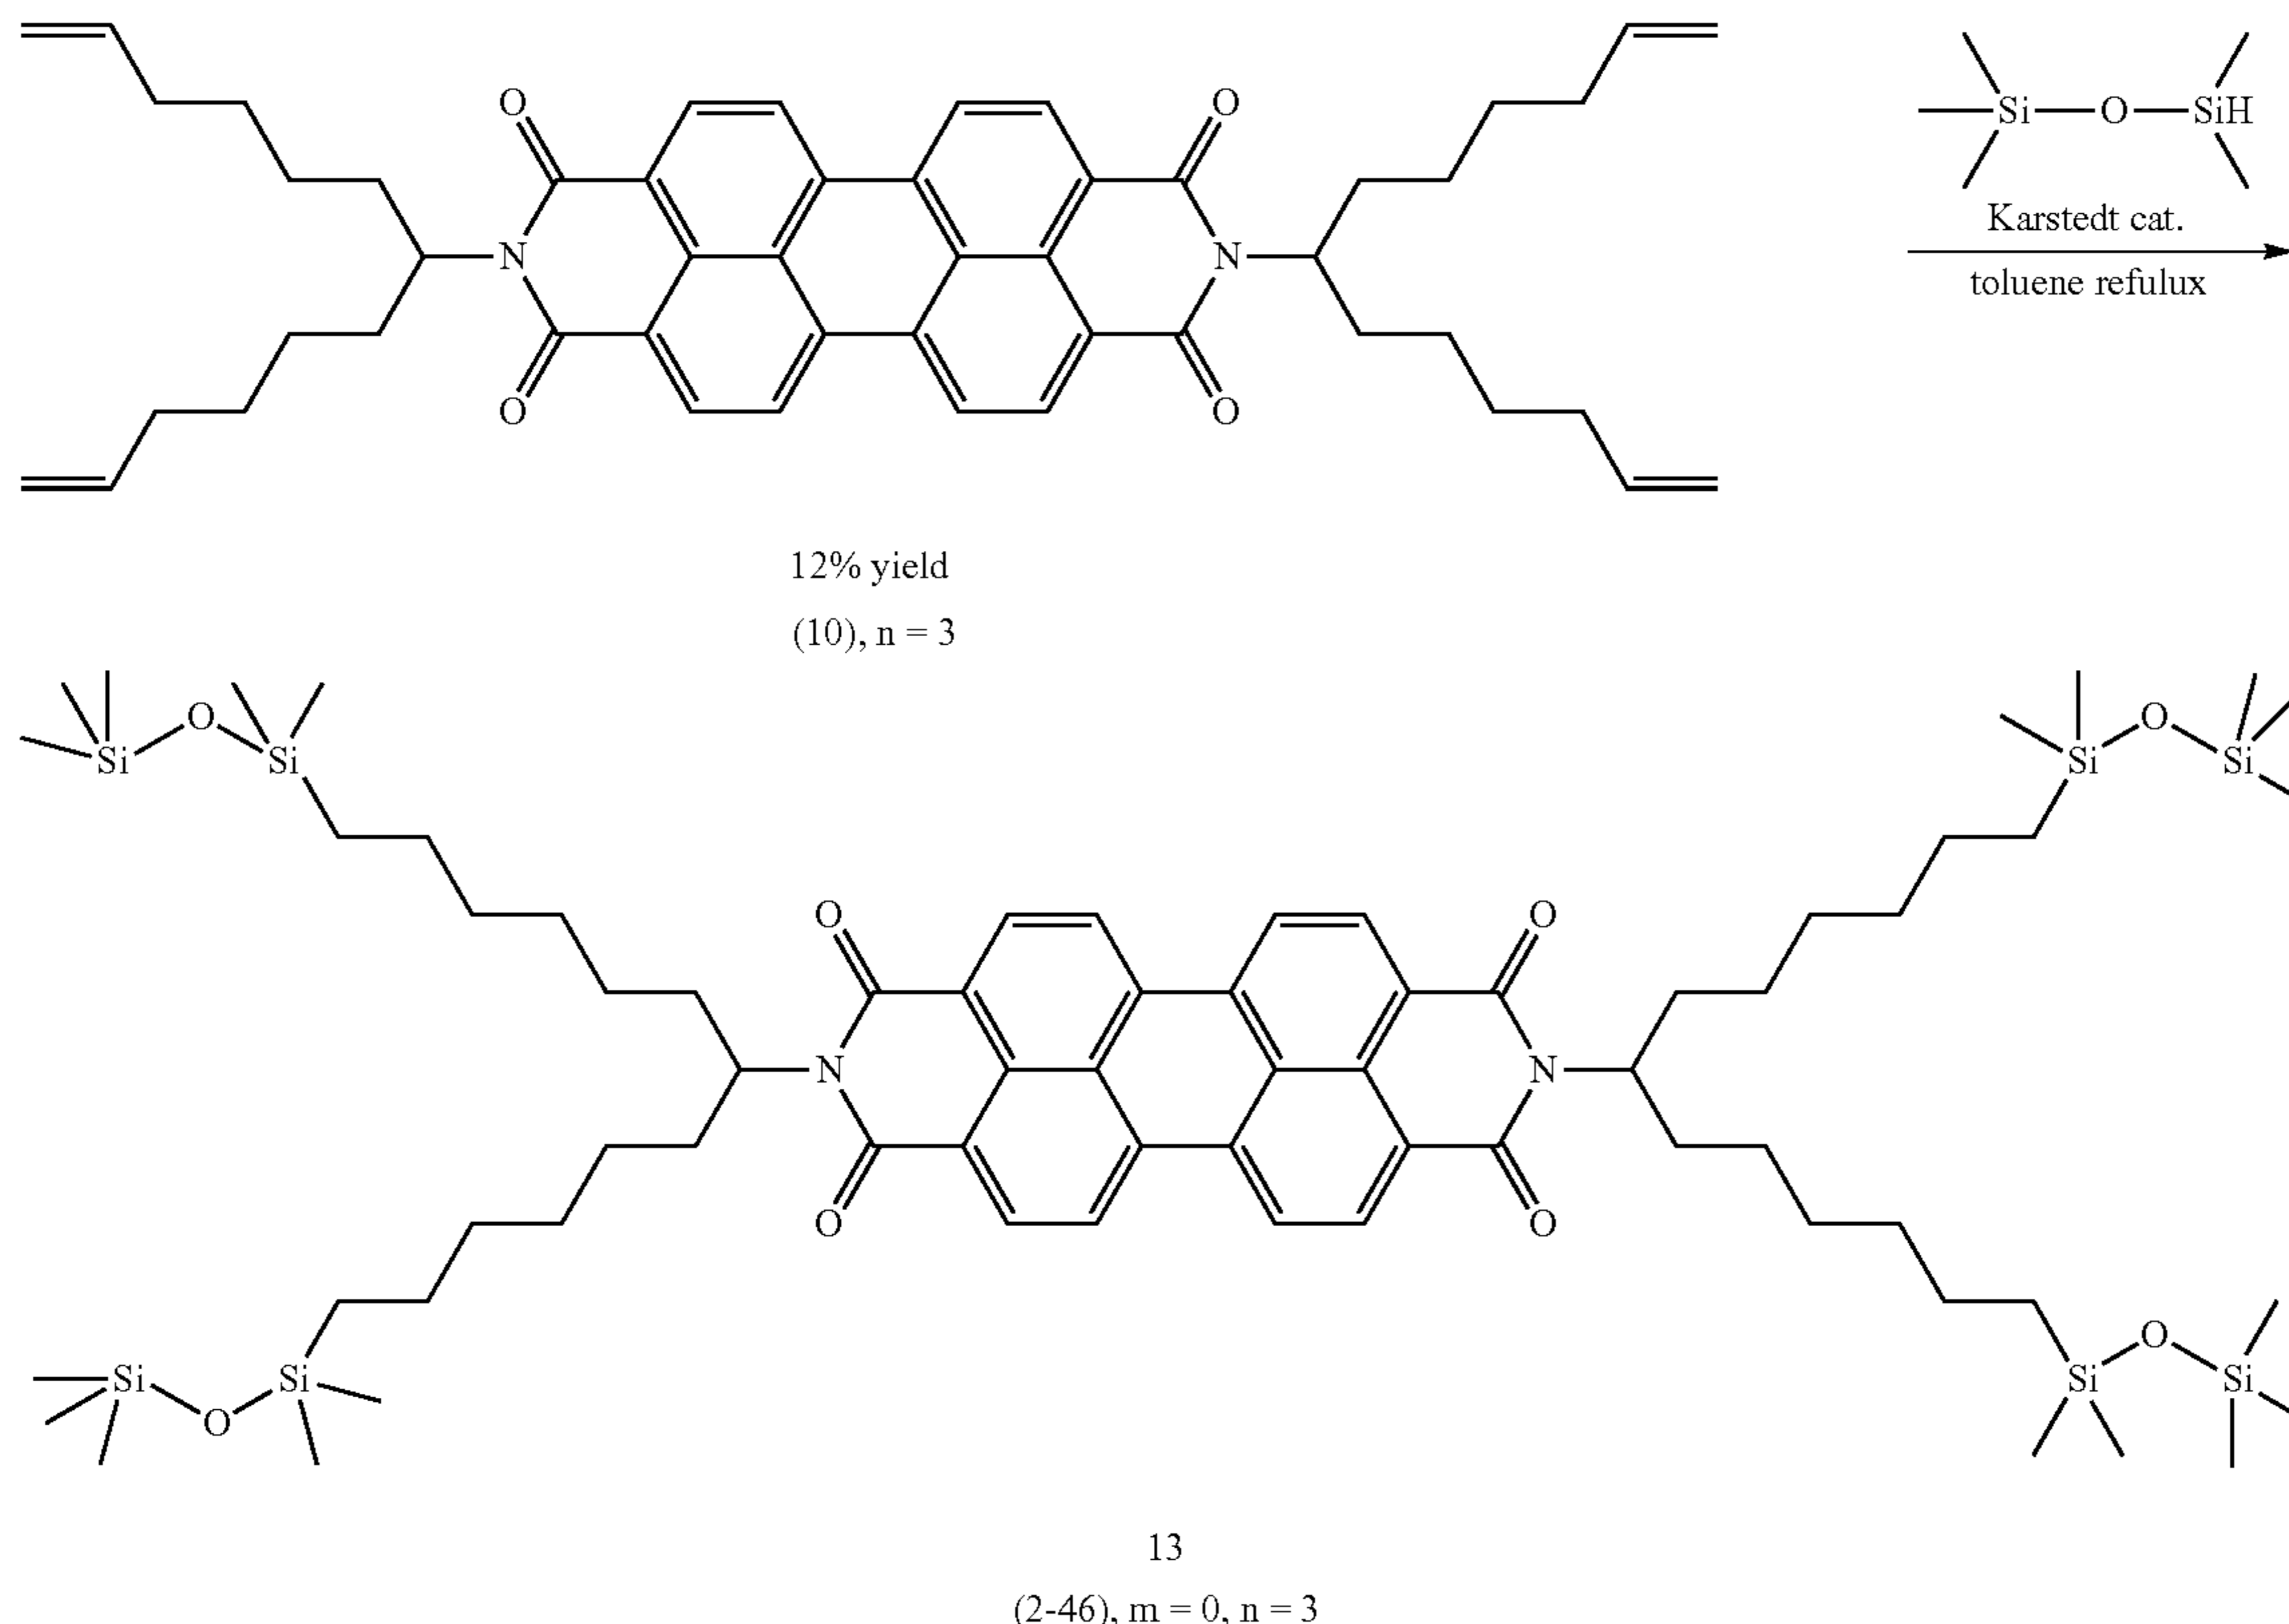 O O
Si O SiH
Karstedt cat.
N N
toluene refulux
O O
12% yield
(10), n = 3
O O
Si Si Si Si
O O
N N
O O
O
Si Si Si Si
O
13
(2-46), m = 0, n = 3